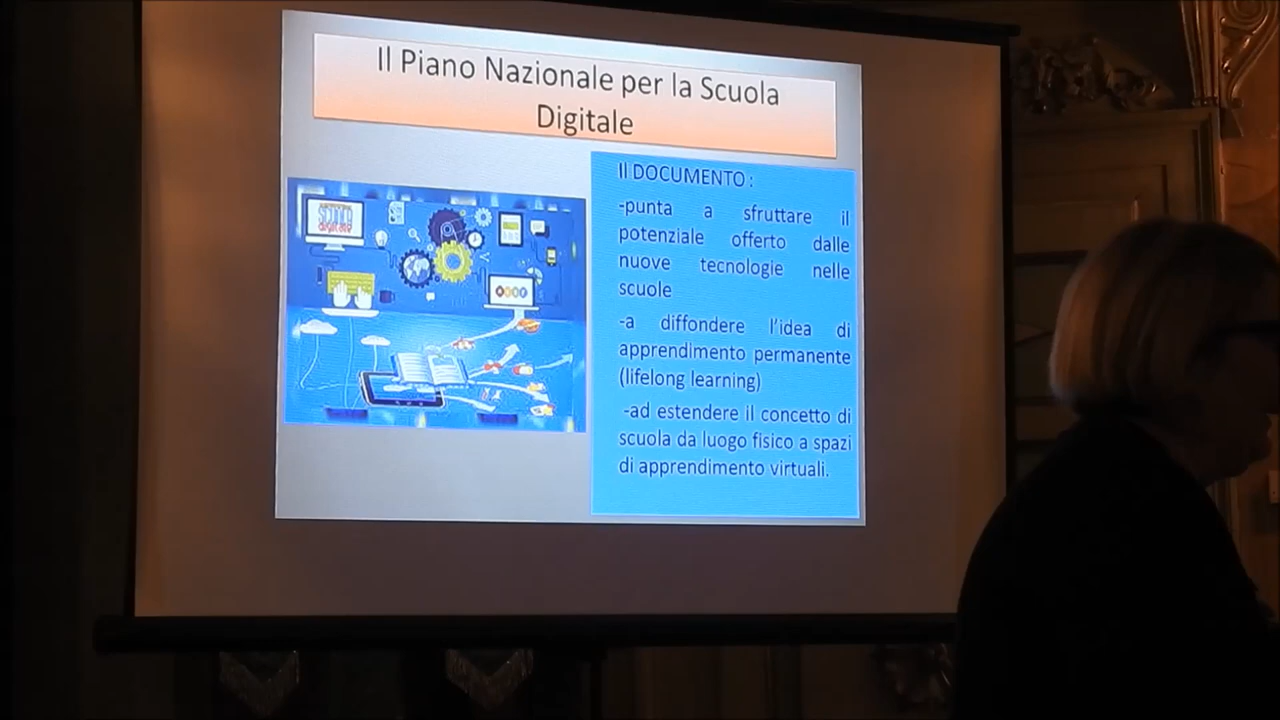 Il Piano Nazionale per la Scuola
Digitale
Il DOCUMENTO :
-punta a sfruttare il
potenziale offerto dalle
nuove tecnologie nelle
scuole
-a diffondere l'idea di
apprendimento permanente
(lifelong learning)
-ad estendere il concetto di
scuola da luogo fisico a spazi
di apprendimento virtuali.
scuola
digitale